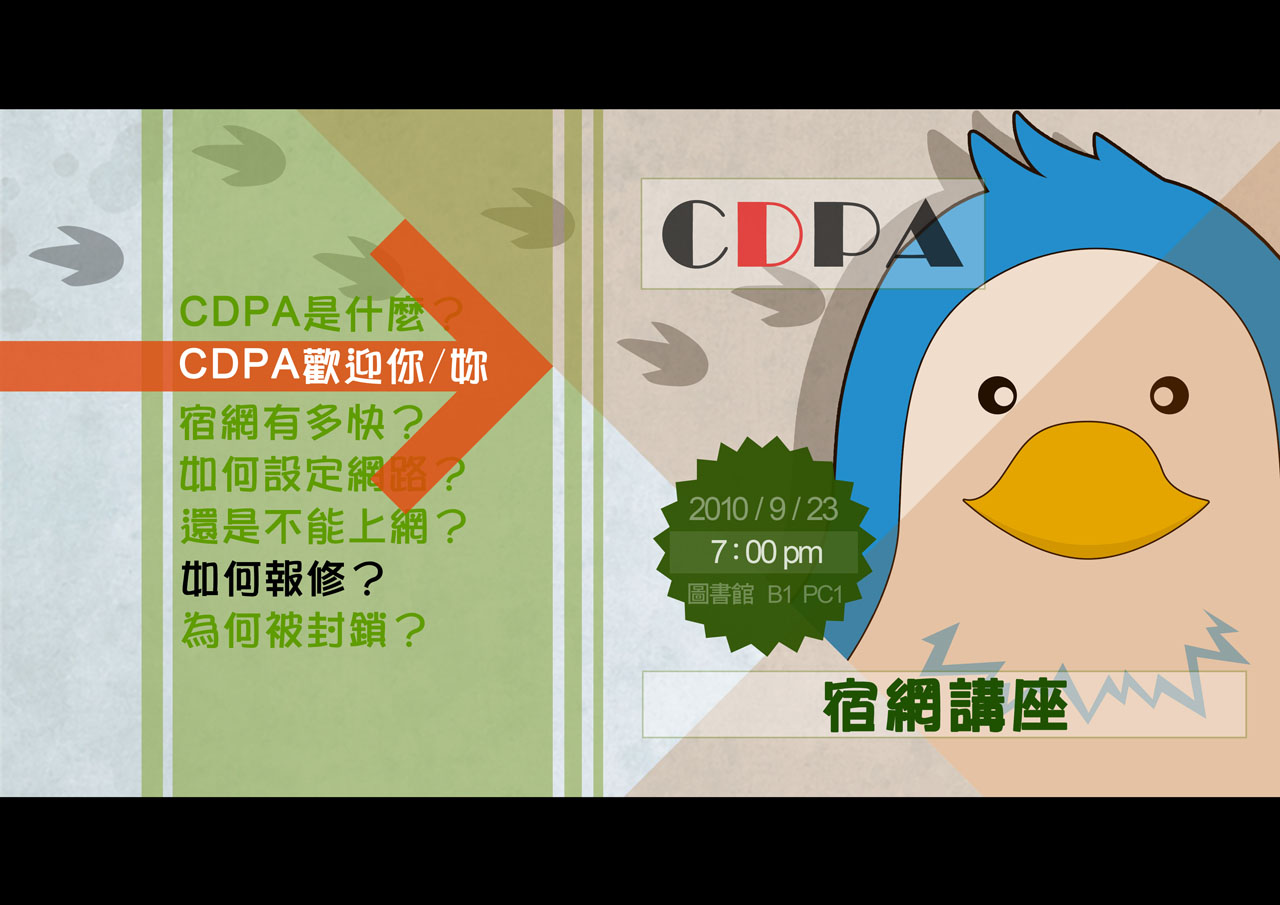 CDPA是什麼？
CDPA歡迎你/妳
宿網有多快？
如何設定網路？
還是不能上網？
如何報修？
為何被封鎖？
CDPA
2010 / 9 / 23
7：00 pm
圖書館 B1 PC1
宿網講座